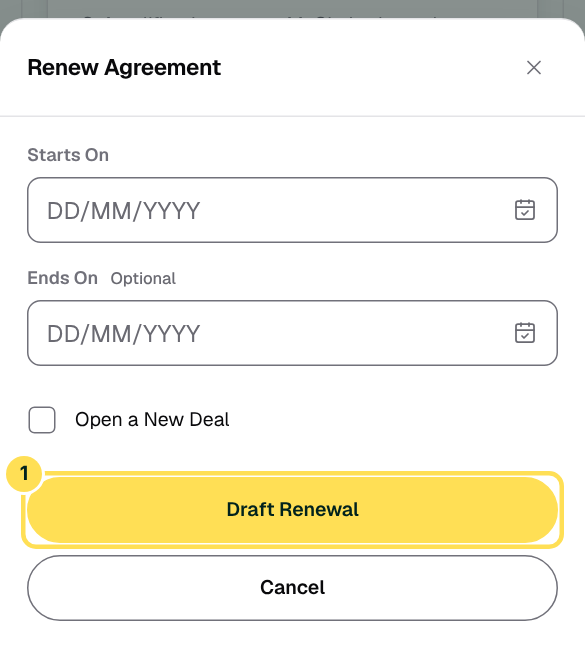 Renew Agreement
Starts On
DD/MM/YYYY
Ends On Optional
DD/MM/YYYY
Open a New Deal
1
Draft Renewal
Cancel